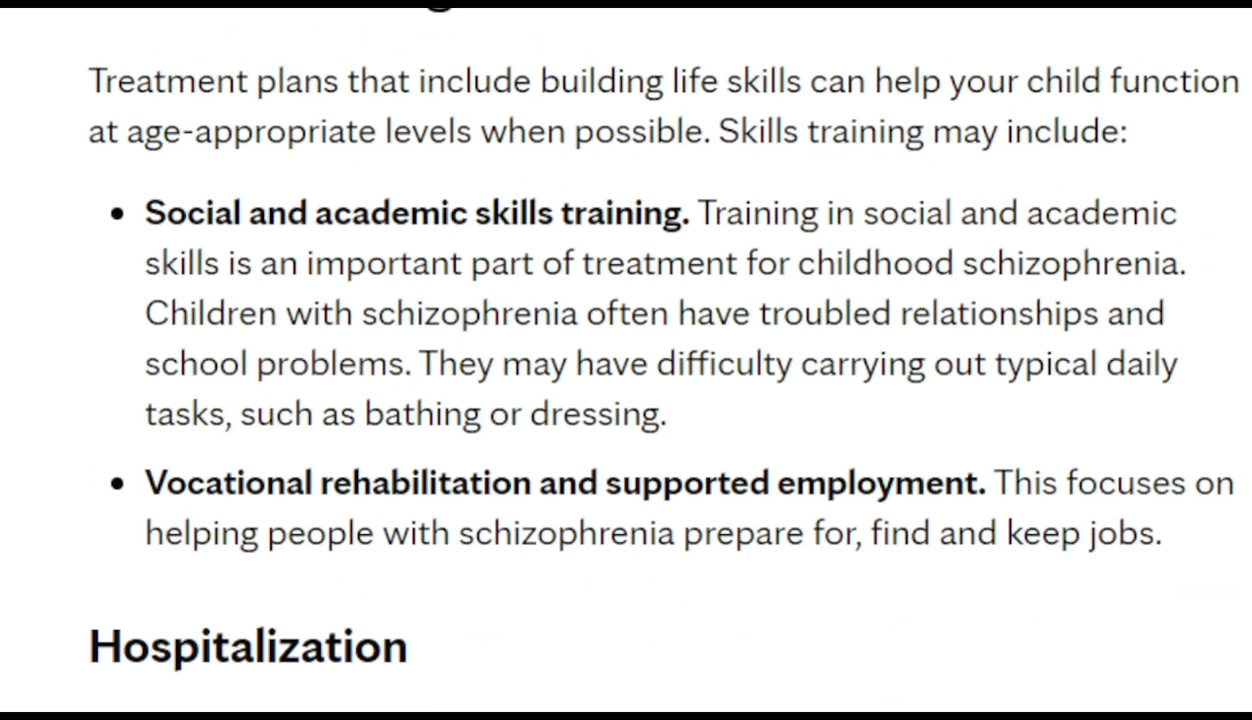 Treatment plans that include building life skills can help your child function
at age-appropriate levels when possible. Skills training may include:
• Social and academic skills training. Training in social and academic
skills is an important part of treatment for childhood schizophrenia.
Children with schizophrenia often have troubled relationships and
school problems. They may have difficulty carrying out typical daily
tasks, such as bathing or dressing.
• Vocational rehabilitation and supported employment. This focuses on
helping people with schizophrenia prepare for, find and keep jobs.
Hospitalization